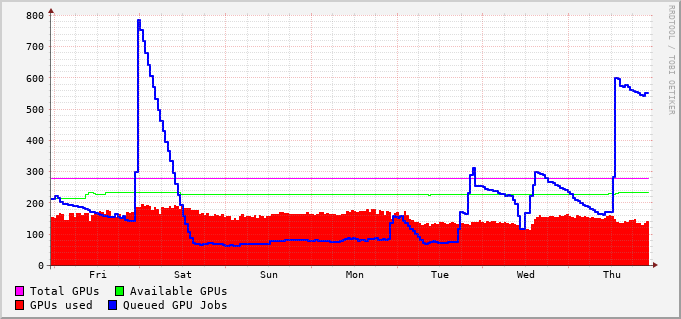 800
700
600
500
400
300
200
100
0
Fri Sat Sun Mon Tue Wed Thu
Total GPUs Available GPUs
GPUs used Queued GPU Jobs
RRDTOOL / TOBI OETIKER